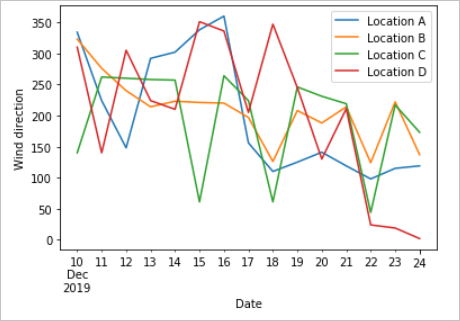 350
300
250
200
150
100
50
0
Wind direction
Location A
Location B
Location C
Location D
10 11 12 13 14 15 16 17 18 19 20 21 22 23 24
Dec
2019
Date